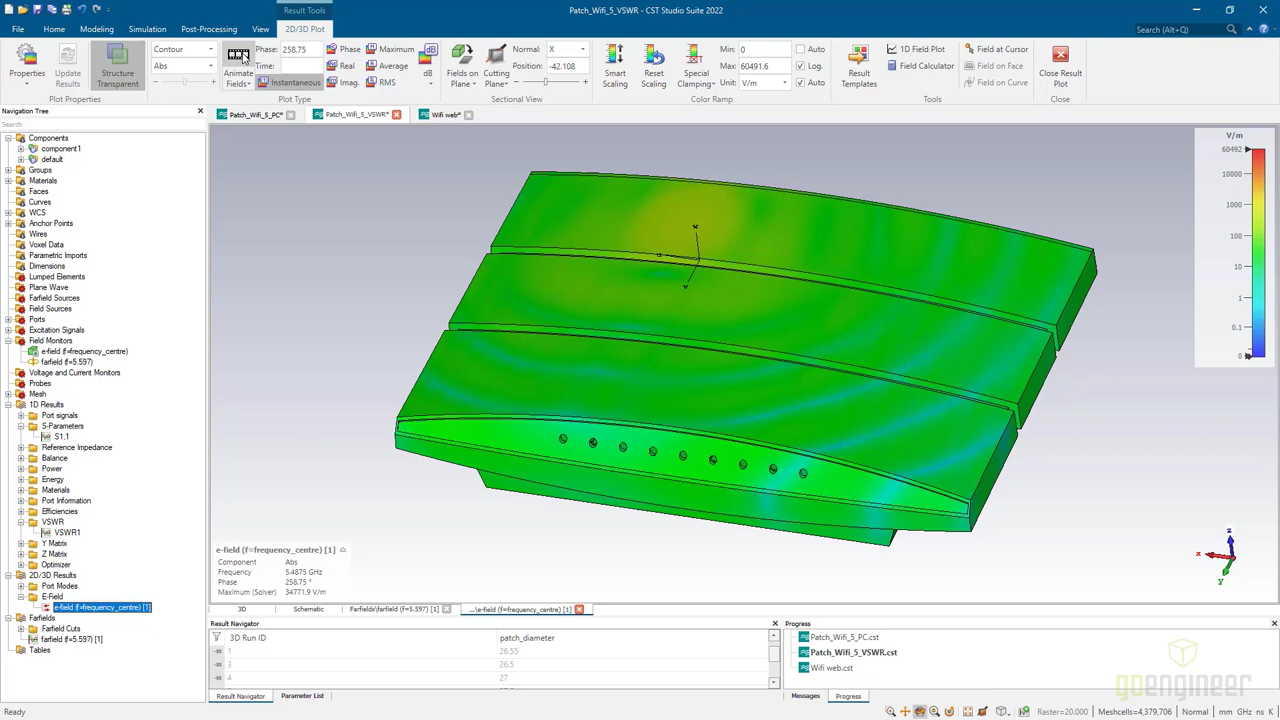 Result Tools
Patch_Wifi_5_VSWR - CST Studio Suite 2022
File Home Modeling Simulation Post-Processing View 2D/3D Plot
Search (Alt+Q)
Properties
Update Results
Structure Transparent
Contour
Abs
Plot Properties
Animate Fields
Phase: 258.75
Time:
Instantaneous
Phase
Real
Imag.
Maximum
Average
RMS
dB
Plot Type
Fields on Plane
Cutting Plane
Normal: X
Position: -42.108
Sectional View
Smart Scaling
Reset Scaling
Special Clamping
Min: 0 Auto
Max: 60491.6 Log.
Unit: V/m Auto
Color Ramp
Result Templates
1D Field Plot
Field Calculator
Field at Cursor
Field on Face
Field on Curve
Tools
Close Result Plot
Close
Navigation Tree
Search
Patch_Wifi_5_PC*
Patch_Wifi_5_VSWR*
Wifi web*
Components
component1
default
Groups
Materials
Faces
Curves
WCS
Anchor Points
Wires
Voxel Data
Parametric Imports
Dimensions
Lumped Elements
Plane Wave
Farfield Sources
Field Sources
Ports
Excitation Signals
Field Monitors
e-field (f=frequency_centre)
farfield (f=5.597)
Voltage and Current Monitors
Probes
Mesh
1D Results
Port signals
S-Parameters
S1,1
Reference Impedance
Balance
Power
Energy
Materials
Port Information
Efficiencies
VSWR
VSWR1
Y Matrix
Z Matrix
Optimizer
2D/3D Results
Port Modes
E-Field
e-field (f=frequency_centre) [1]
Farfields
Farfield Cuts
farfield (f=5.597) [1]
Tables
V/m
60492
10000
1000
100
10
1
0.1
0
w
u
v
z
x
y
e-field (f=frequency_centre) [1]
Component Abs
Frequency 5.4875 GHz
Phase 258.75 °
Maximum (Solver) 34771.9 V/m
3D Schematic Farfields\farfield (f=5.597) [1] ...\e-field (f=frequency_centre) [1]
Result Navigator
3D Run ID patch_diameter
1 26.55
3 26.5
4 27
Result Navigator Parameter List
Progress
Patch_Wifi_5_PC.cst
Patch_Wifi_5_VSWR.cst
Wifi web.cst
Messages Progress
goengineer
Ready
Raster=20.000 Meshcells=4,379,706 Normal mm GHz ns K